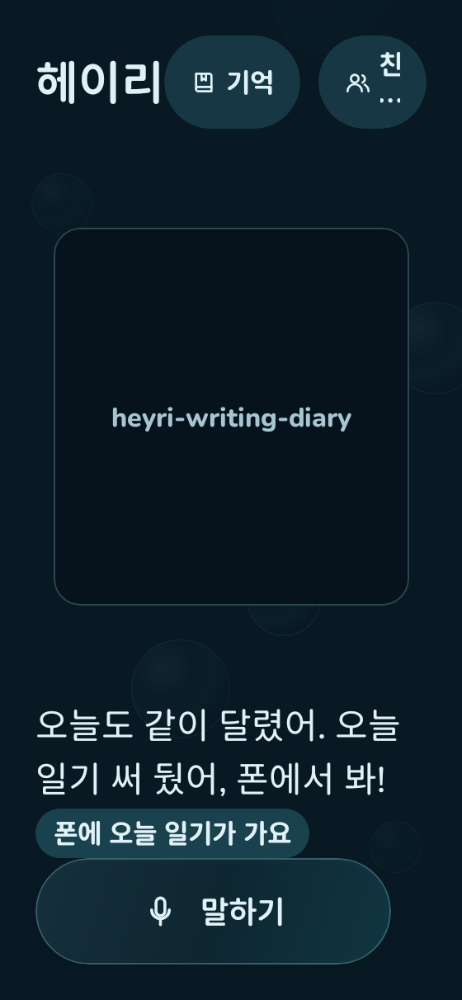 헤이리
기억
친
...
heyri-writing-diary
오늘도 같이 달렸어. 오늘
일기 써 뒀어, 폰에서 봐!
폰에 오늘 일기가 가요
말하기